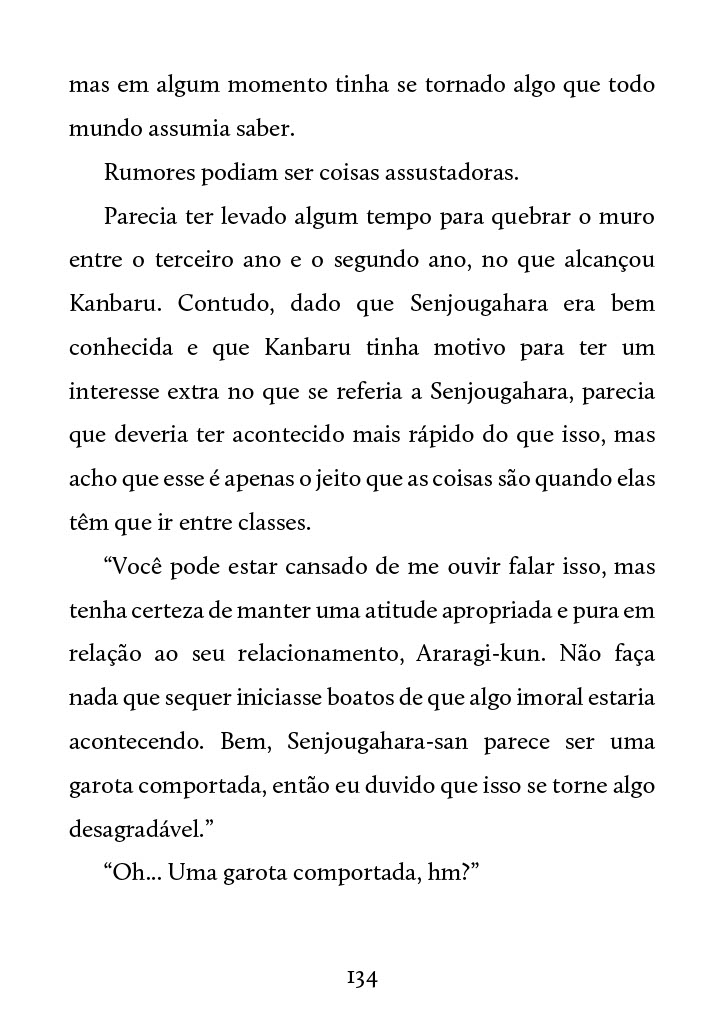 mas em algum momento tinha se tornado algo que todo
mundo assumia saber.
Rumores podiam ser coisas assustadoras.
Parecia ter levado algum tempo para quebrar o muro
entre o terceiro ano e o segundo ano, no que alcançou
Kanbaru. Contudo, dado que Senjougahara era bem
conhecida e que Kanbaru tinha motivo para ter um
interesse extra no que se referia a Senjougahara, parecia
que deveria ter acontecido mais rápido do que isso, mas
acho que esse é apenas o jeito que as coisas são quando elas
têm que ir entre classes.
“Você pode estar cansado de me ouvir falar isso, mas
tenha certeza de manter uma atitude apropriada e pura em
relação ao seu relacionamento, Araragi-kun. Não faça
nada que sequer iniciasse boatos de que algo imoral estaria
acontecendo. Bem, Senjougahara-san parece ser uma
garota comportada, então eu duvido que isso se torne algo
desagradável.”
“Oh... Uma garota comportada, hm?”
134